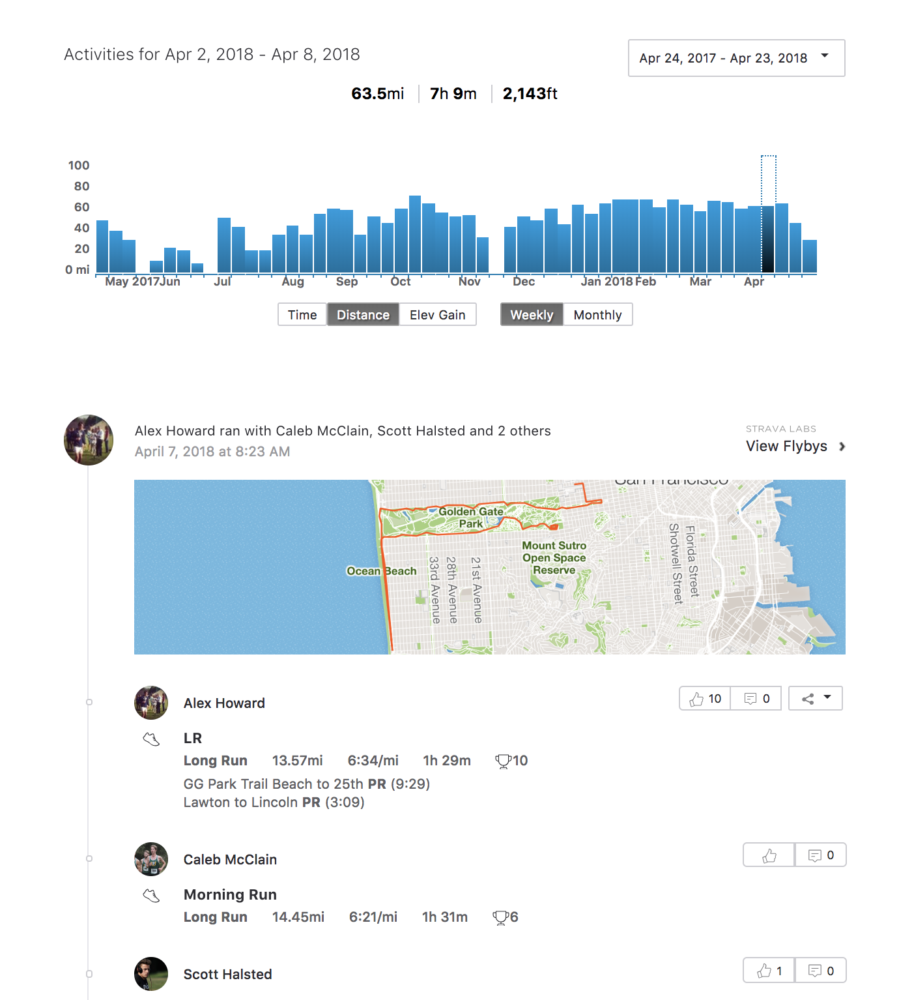 Activities for Apr 2, 2018 - Apr 8, 2018
Apr 24, 2017 - Apr 23, 2018
63.5mi 7h 9m 2,143ft
100
80
60
40
20
0 mi
May 2017 Jun Jul Aug Sep Oct Nov Dec Jan 2018 Feb Mar Apr
Time Distance Elev Gain Weekly Monthly
Alex Howard ran with Caleb McClain, Scott Halsted and 2 others
April 7, 2018 at 8:23 AM
STRAVA LABS
View Flybys
San Francisco
Golden Gate
Park
Mount Sutro
Open Space
Reserve
Ocean Beach
33rd Avenue
28th Avenue
21st Avenue
Shotwell Street
Florida Street
Alex Howard
10 0
LR
Long Run 13.57mi 6:34/mi 1h 29m 10
GG Park Trail Beach to 25th PR (9:29)
Lawton to Lincoln PR (3:09)
Caleb McClain
0
Morning Run
Long Run 14.45mi 6:21/mi 1h 31m 6
Scott Halsted
1 0